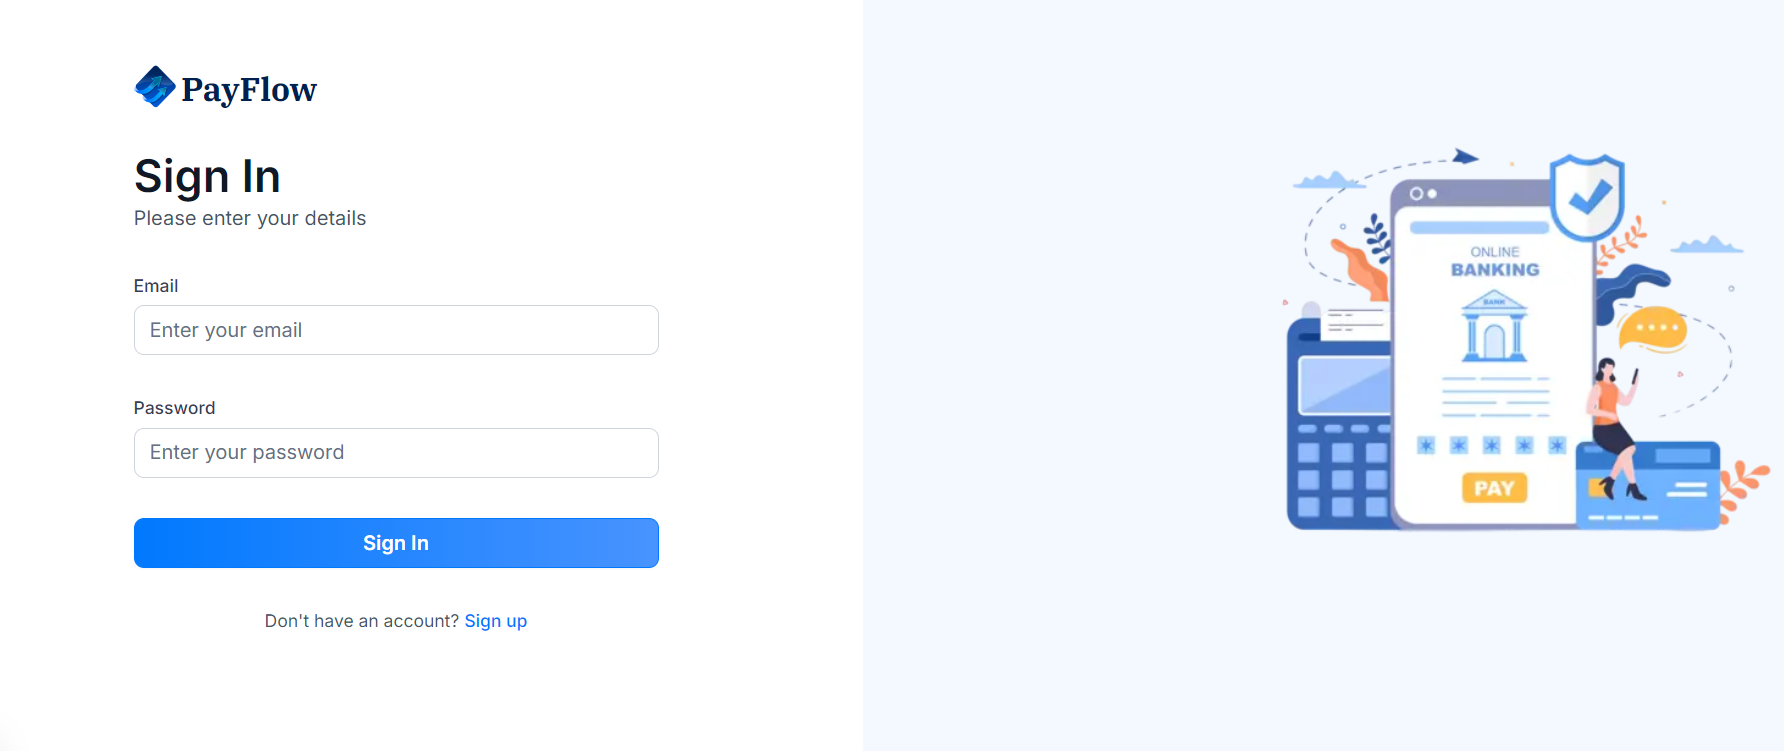 PayFlow
Sign In
Please enter your details
Email
Enter your email
Password
Enter your password
Sign In
Don't have an account? Sign up
ONLINE
BANKING
BANK
PAY